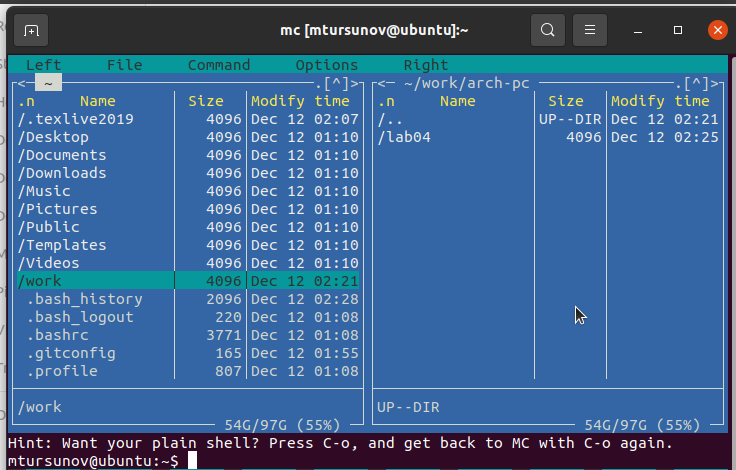 mc [mtursunov@ubuntu]:~
Left File Command Options Right
<─ ~ .[^]> <─ ~/work/arch-pc .[^]>
.n Name Size Modify time .n Name Size Modify time
/.texlive2019 4096 Dec 12 02:07 /.. UP--DIR Dec 12 02:21
/Desktop 4096 Dec 12 01:10 /lab04 4096 Dec 12 02:25
/Documents 4096 Dec 12 01:10
/Downloads 4096 Dec 12 01:10
/Music 4096 Dec 12 01:10
/Pictures 4096 Dec 12 01:10
/Public 4096 Dec 12 01:10
/Templates 4096 Dec 12 01:10
/Videos 4096 Dec 12 01:10
/work 4096 Dec 12 02:21
.bash_history 2096 Dec 12 02:28
.bash_logout 220 Dec 12 01:08
.bashrc 3771 Dec 12 01:08
.gitconfig 165 Dec 12 01:55
.profile 807 Dec 12 01:08
/work UP--DIR
54G/97G (55%) 54G/97G (55%)
Hint: Want your plain shell? Press C-o, and get back to MC with C-o again.
mtursunov@ubuntu:~$